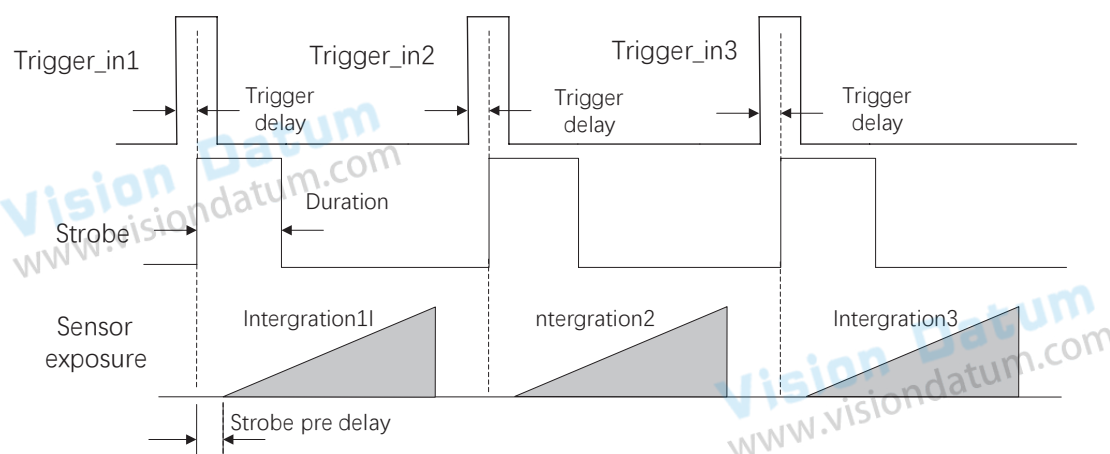 Trigger_in1
Trigger_in2
Trigger_in3
Trigger
delay
Trigger
delay
Trigger
delay
Vision Datum
www.visiondatum.com
Duration
Strobe
Sensor
exposure
Intergration1I
ntergration2
Intergration3
Vision Datum
www.visiondatum.com
Strobe pre delay